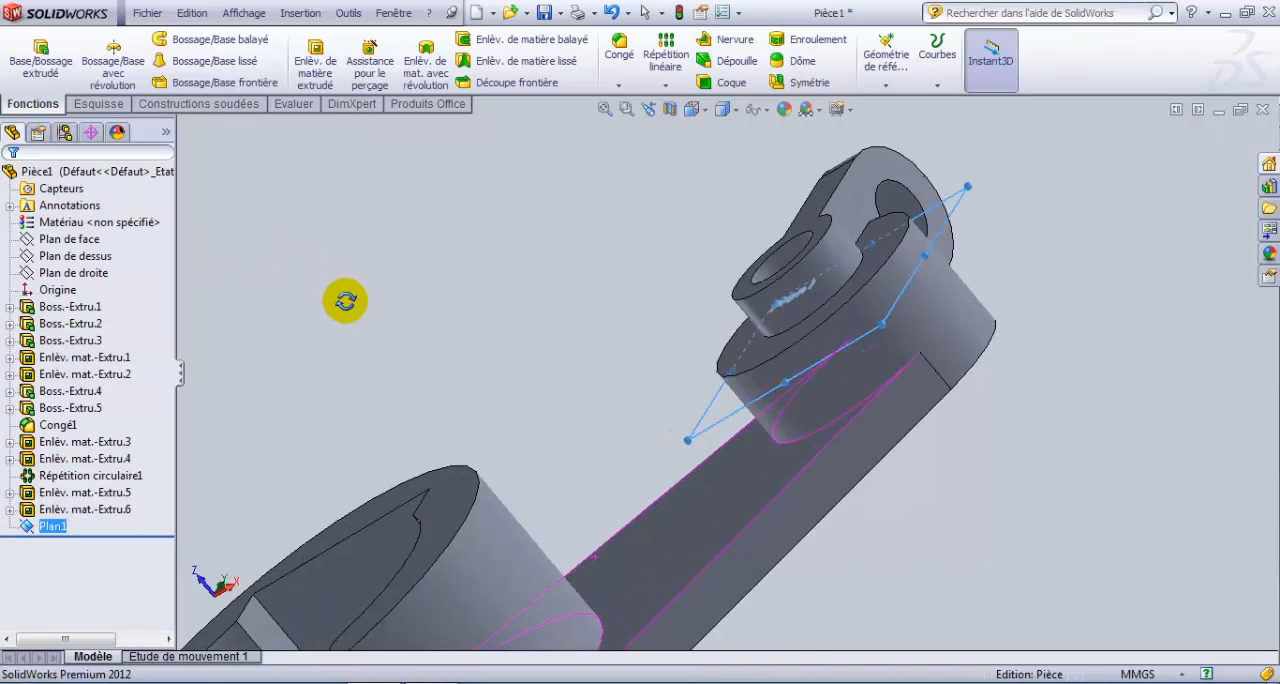 SOLIDWORKS Fichier Edition Affichage Insertion Outils Fenêtre ? Pièce1 * Rechercher dans l'aide de SolidWorks
Base/Bossage extrudé
Bossage/Base avec révolution
Bossage/Base balayé
Bossage/Base lissé
Bossage/Base frontière
Enlèv. de matière extrudé
Assistance pour le perçage
Enlèv. de mat. avec révolution
Enlèv. de matière balayé
Enlèv. de matière lissé
Découpe frontière
Congé
Répétition linéaire
Nervure
Dépouille
Coque
Enroulement
Dôme
Symétrie
Géométrie de réfé...
Courbes
Instant3D
Fonctions Esquisse Constructions soudées Evaluer DimXpert Produits Office
Pièce1 (Défaut<<Défaut>_Etat
Capteurs
Annotations
Matériau <non spécifié>
Plan de face
Plan de dessus
Plan de droite
Origine
Boss.-Extru.1
Boss.-Extru.2
Boss.-Extru.3
Enlèv. mat.-Extru.1
Enlèv. mat.-Extru.2
Boss.-Extru.4
Boss.-Extru.5
Congé1
Enlèv. mat.-Extru.3
Enlèv. mat.-Extru.4
Répétition circulaire1
Enlèv. mat.-Extru.5
Enlèv. mat.-Extru.6
Plan1
Z Y X
Modèle Etude de mouvement 1
SolidWorks Premium 2012 Edition: Pièce MMGS